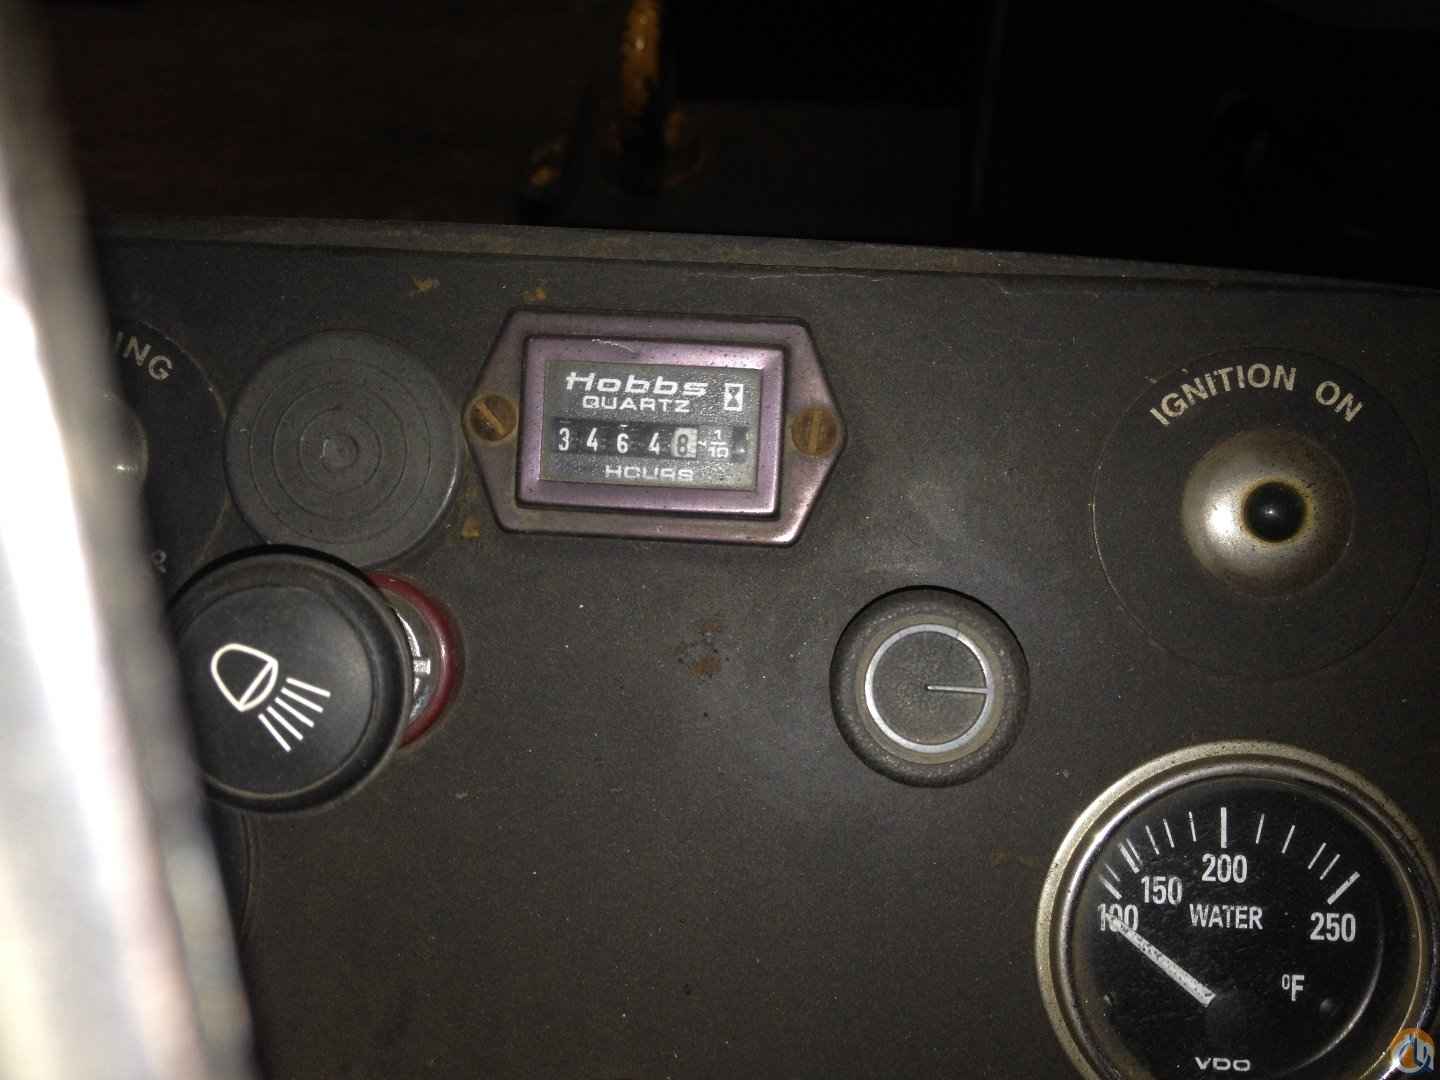 ING
Hobbs
QUARTZ
3 4 6 4 8 1/10
HOURS
IGNITION ON
100 150 200 250
WATER
°F
VDO